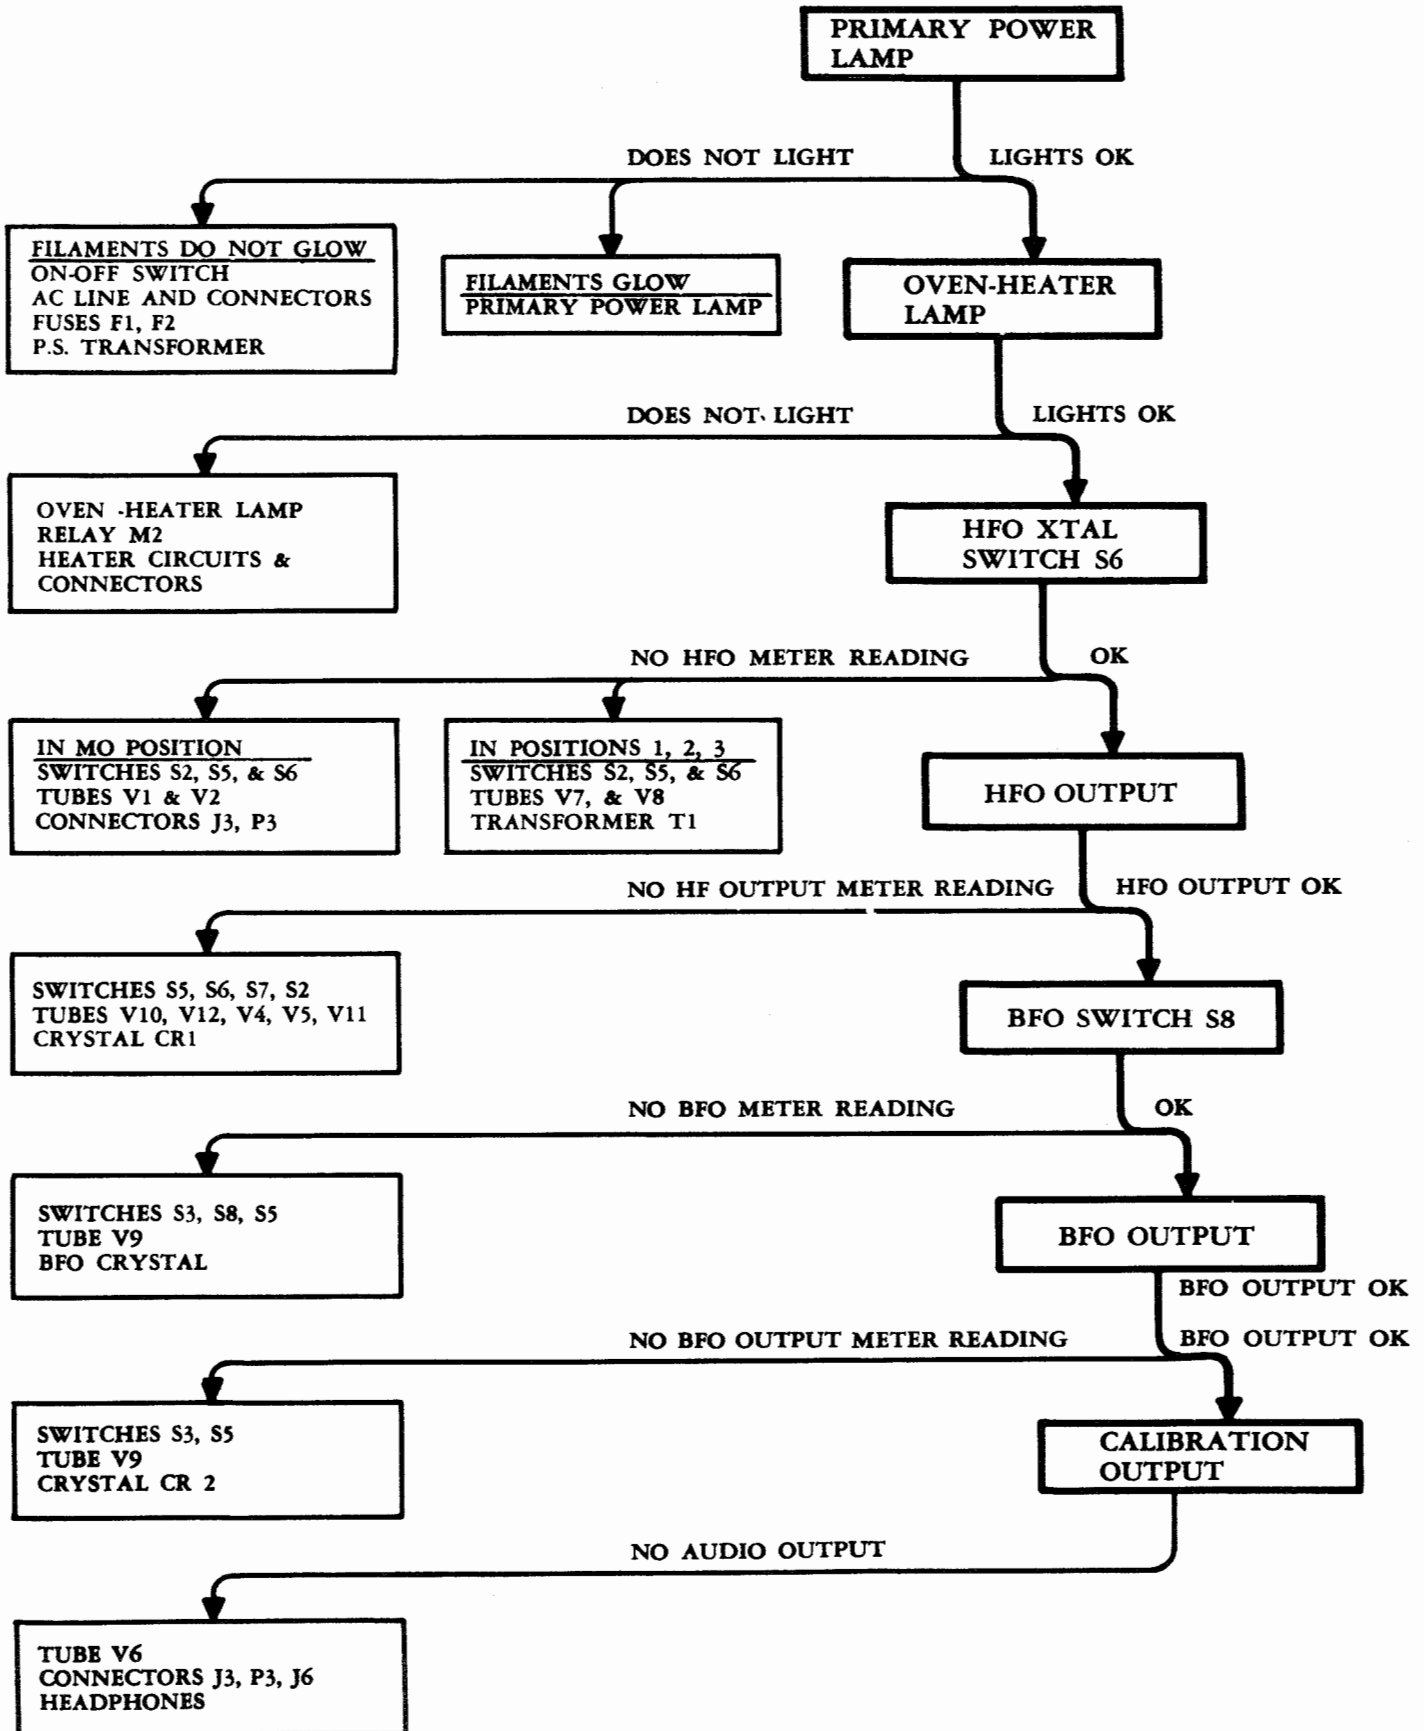 PRIMARY POWER
LAMP
DOES NOT LIGHT
LIGHTS OK
FILAMENTS DO NOT GLOW
ON-OFF SWITCH
AC LINE AND CONNECTORS
FUSES F1, F2
P.S. TRANSFORMER
FILAMENTS GLOW
PRIMARY POWER LAMP
OVEN-HEATER
LAMP
DOES NOT LIGHT
LIGHTS OK
OVEN -HEATER LAMP
RELAY M2
HEATER CIRCUITS &
CONNECTORS
HFO XTAL
SWITCH S6
NO HFO METER READING
OK
IN MO POSITION
SWITCHES S2, S5, & S6
TUBES V1 & V2
CONNECTORS J3, P3
IN POSITIONS 1, 2, 3
SWITCHES S2, S5, & S6
TUBES V7, & V8
TRANSFORMER T1
HFO OUTPUT
NO HF OUTPUT METER READING
HFO OUTPUT OK
SWITCHES S5, S6, S7, S2
TUBES V10, V12, V4, V5, V11
CRYSTAL CR1
BFO SWITCH S8
NO BFO METER READING
OK
SWITCHES S3, S8, S5
TUBE V9
BFO CRYSTAL
BFO OUTPUT
BFO OUTPUT OK
NO BFO OUTPUT METER READING
BFO OUTPUT OK
SWITCHES S3, S5
TUBE V9
CRYSTAL CR 2
CALIBRATION
OUTPUT
NO AUDIO OUTPUT
TUBE V6
CONNECTORS J3, P3, J6
HEADPHONES